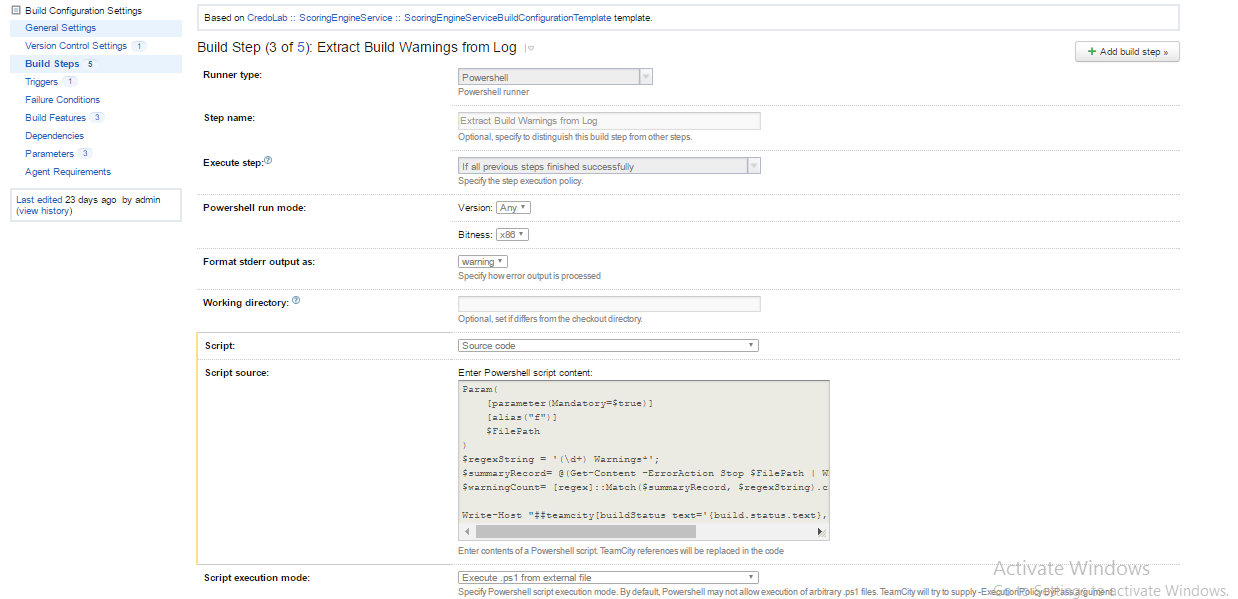 Build Configuration Settings
General Settings
Version Control Settings 1
Build Steps 5
Triggers 1
Failure Conditions
Build Features 3
Dependencies
Parameters 3
Agent Requirements
Last edited 23 days ago by admin
(view history)
Based on CredoLab :: ScoringEngineService :: ScoringEngineServiceBuildConfigurationTemplate template.
Build Step (3 of 5): Extract Build Warnings from Log
+ Add build step »
Runner type:
Powershell
Powershell runner
Step name:
Extract Build Warnings from Log
Optional, specify to distinguish this build step from other steps.
Execute step:
If all previous steps finished successfully
Specify the step execution policy.
Powershell run mode:
Version: Any
Bitness: x86
Format stderr output as:
warning
Specify how error output is processed
Working directory:
Optional, set if differs from the checkout directory.
Script:
Source code
Script source:
Enter Powershell script content:
Param(
[parameter(Mandatory=$true)]
[alias("f")]
$FilePath
)
$regexString = '(\d+) Warnings*';
$summaryRecord= @(Get-Content -ErrorAction Stop $FilePath | W
$warningCount= [regex]::Match($summaryRecord, $regexString).c
Write-Host "##teamcity[buildStatus text='{build.status.text},
Enter contents of a Powershell script. TeamCity references will be replaced in the code
Script execution mode:
Execute .ps1 from external file
Specify Powershell script execution mode. By default, Powershell may not allow execution of arbitrary .ps1 files. TeamCity will try to supply -ExecutionPolicy ByPass argument.
Activate Windows
Go to Settings to activate Windows.